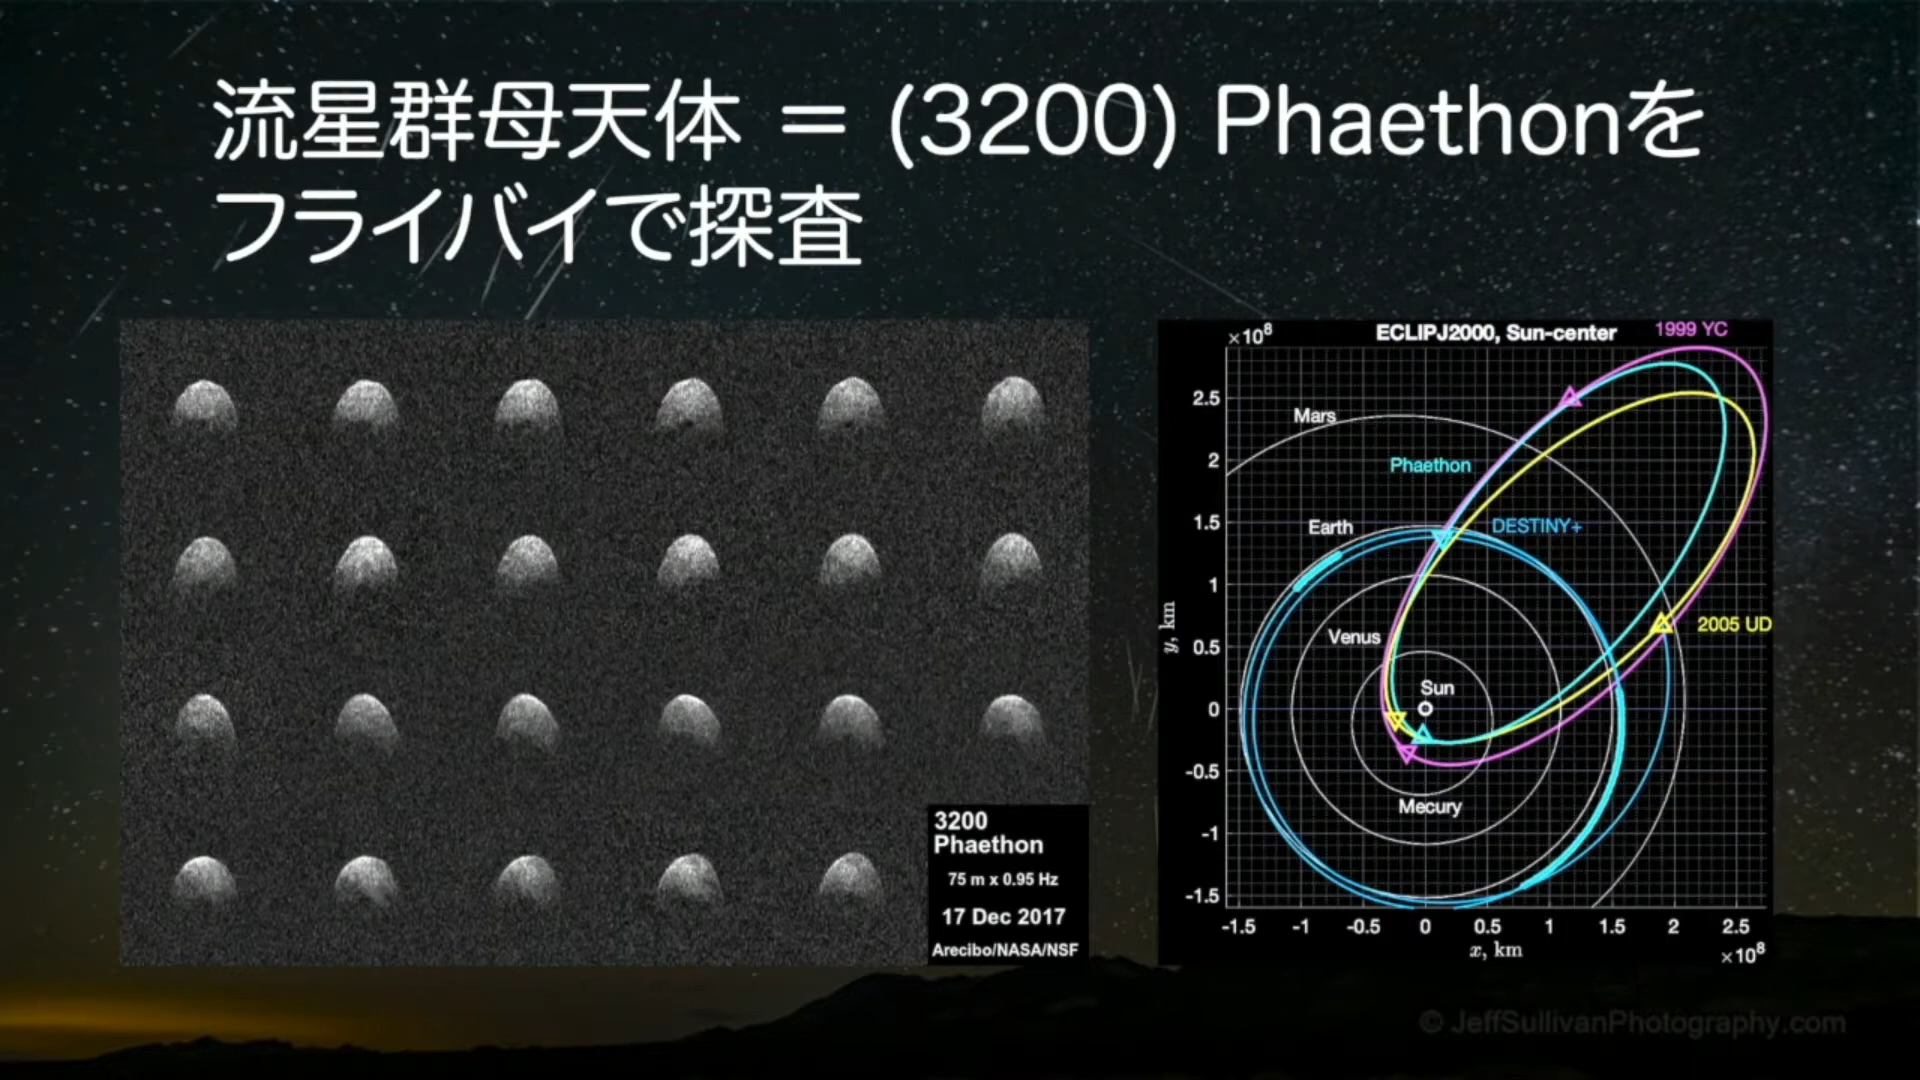 流星群母天体 = (3200) Phaethonを
フライバイで探査
3200
Phaethon
75 m x 0.95 Hz
17 Dec 2017
Arecibo/NASA/NSF
×10⁸
ECLIPJ2000, Sun-center
1999 YC
Mars
Phaethon
Earth
DESTINY+
Venus
2005 UD
Sun
Mecury
y, km
2.5
2
1.5
1
0.5
0
-0.5
-1
-1.5
-1.5 -1 -0.5 0 0.5 1 1.5 2 2.5
x, km
×10⁸
© JeffSullivanPhotography.com